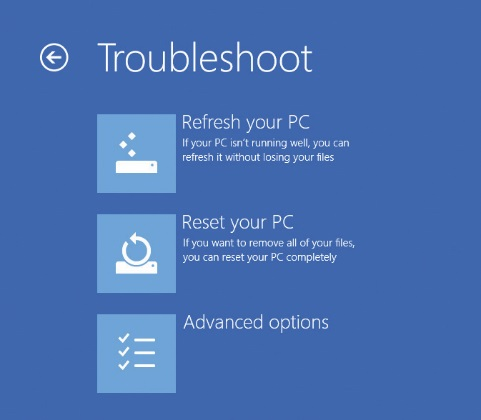 Troubleshoot
Refresh your PC
If your PC isn't running well, you can
refresh it without losing your files
Reset your PC
If you want to remove all of your files,
you can reset your PC completely
Advanced options